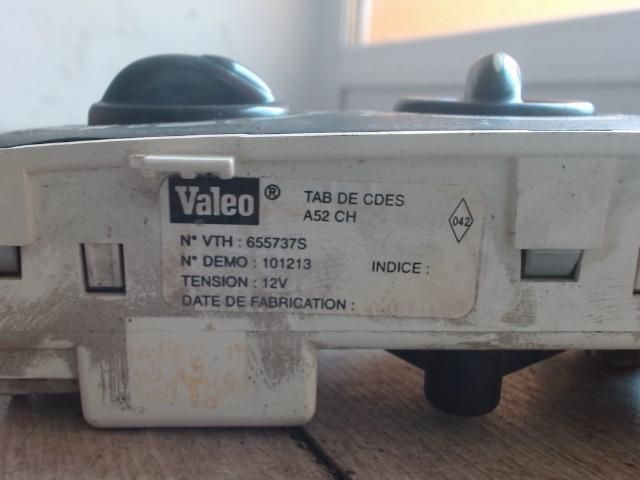 Valeo® TAB DE CDES
A52 CH
042
N° VTH : 655737S
N° DEMO : 101213 INDICE :
TENSION : 12V
DATE DE FABRICATION :